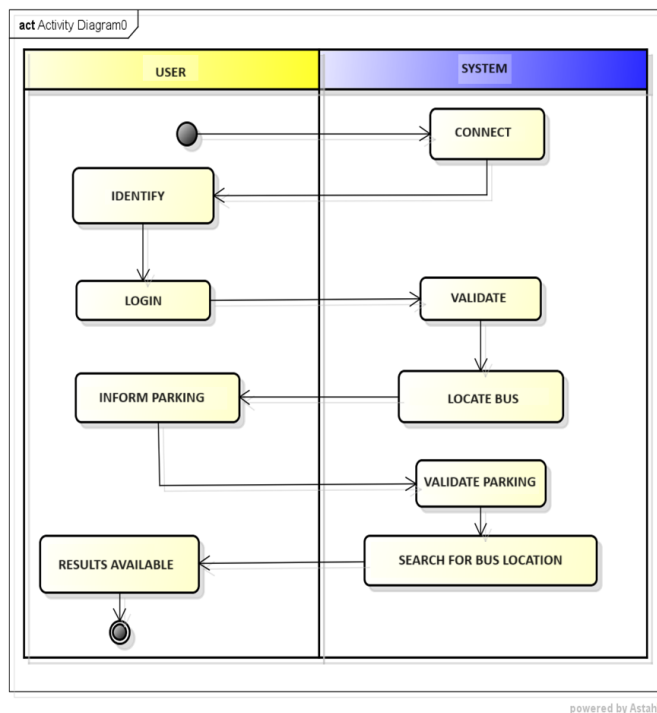 act Activity Diagram0
USER
SYSTEM
CONNECT
IDENTIFY
LOGIN
VALIDATE
INFORM PARKING
LOCATE BUS
VALIDATE PARKING
RESULTS AVAILABLE
SEARCH FOR BUS LOCATION
powered by Astah